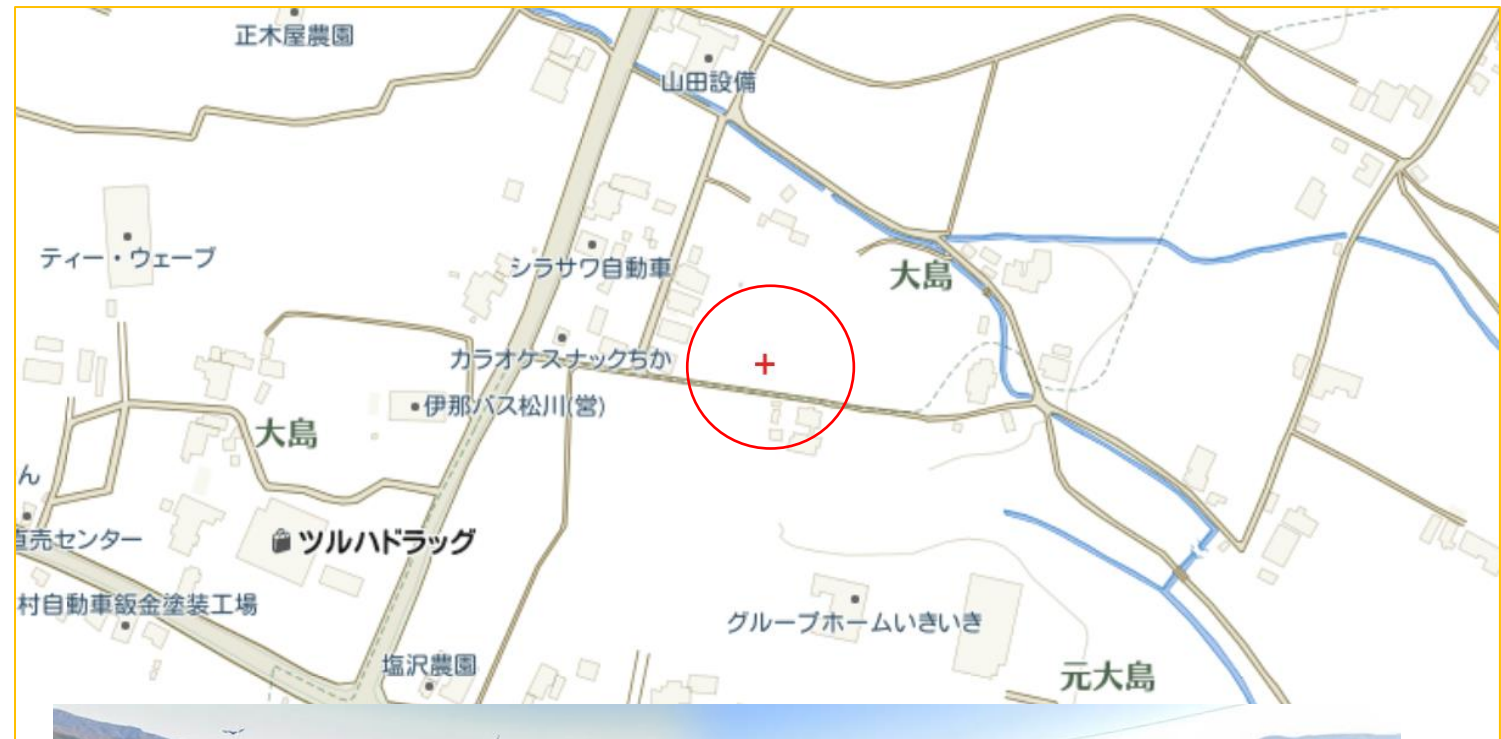 正木屋農園
山田設備
ティー・ウェーブ
シラサワ自動車
大島
カラオケスナックちか
伊那バス松川(営)
大島
ん
直売センター
ツルハドラッグ
村自動車鈑金塗装工場
グループホームいきいき
塩沢農園
元大島